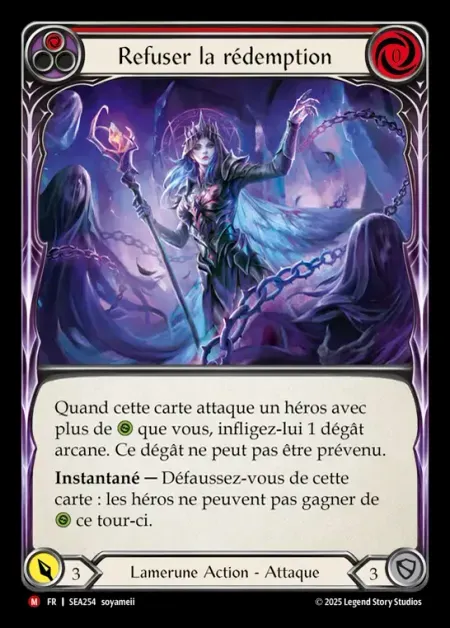 Refuser la rédemption
0
Quand cette carte attaque un héros avec
plus de que vous, infligez-lui 1 dégât
arcane. Ce dégât ne peut pas être prévenu.
Instantané — Défaussez-vous de cette
carte : les héros ne peuvent pas gagner de
ce tour-ci.
3
Lamerune Action - Attaque
3
M FR | SEA254 soyameii
© 2025 Legend Story Studios